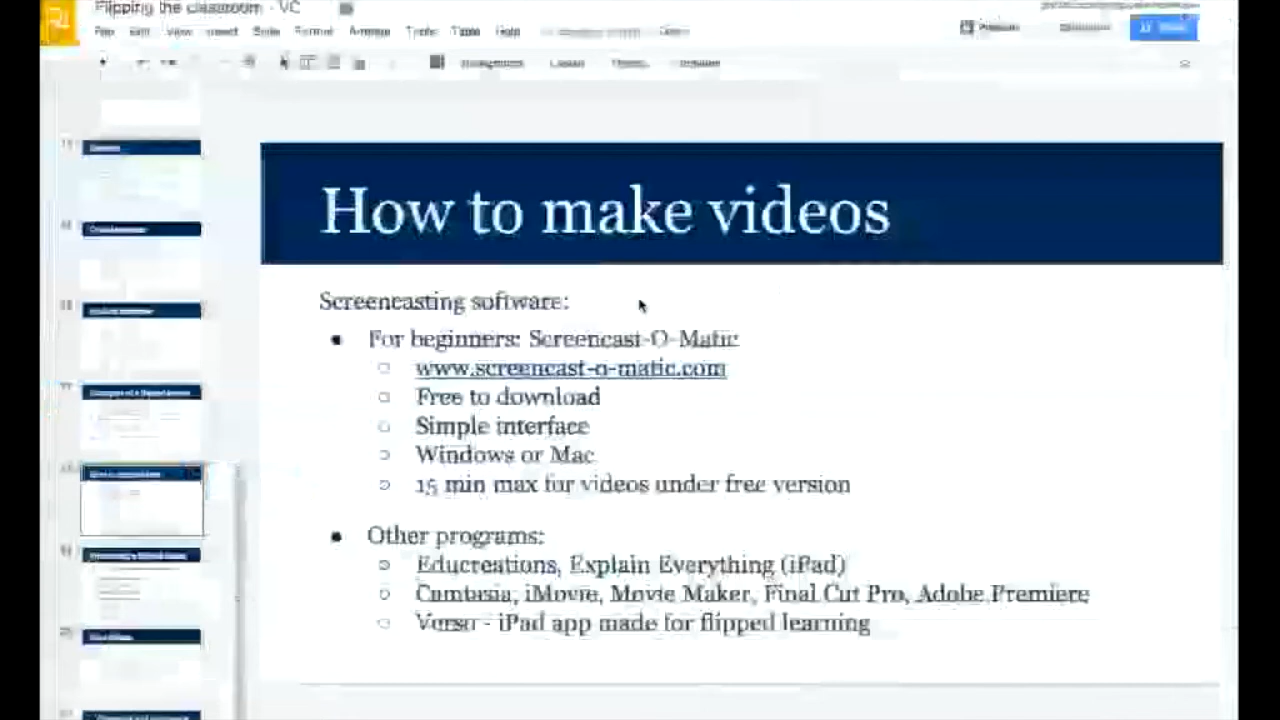 Flipping the classroom - VC
File Edit View Insert Slide Format Arrange Tools Table Help
How to make videos
Screencasting software:
For beginners: Screencast-O-Matic
www.screencast-o-matic.com
Free to download
Simple interface
Windows or Mac
15 min max for videos under free version
Other programs:
Educreations, Explain Everything (iPad)
Camtasia, iMovie, Movie Maker, Final Cut Pro, Adobe Premiere
Verso - iPad app made for flipped learning